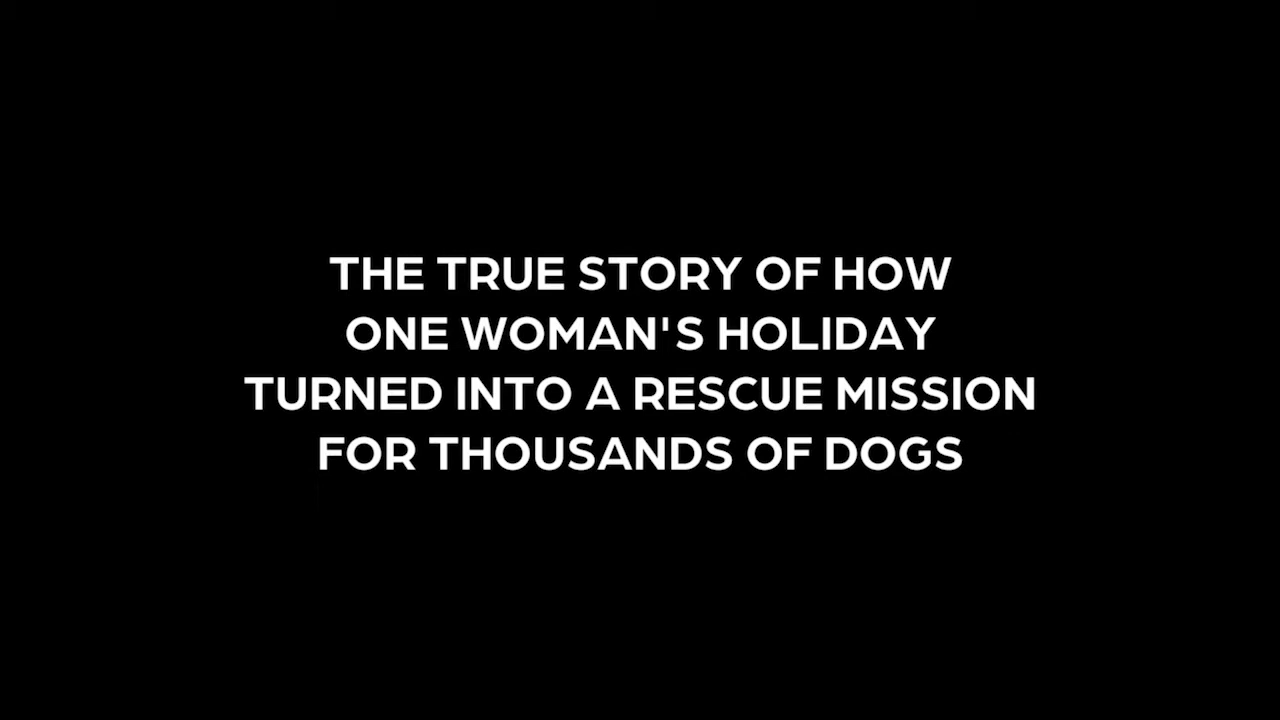 THE TRUE STORY OF HOW
ONE WOMAN'S HOLIDAY
TURNED INTO A RESCUE MISSION
FOR THOUSANDS OF DOGS